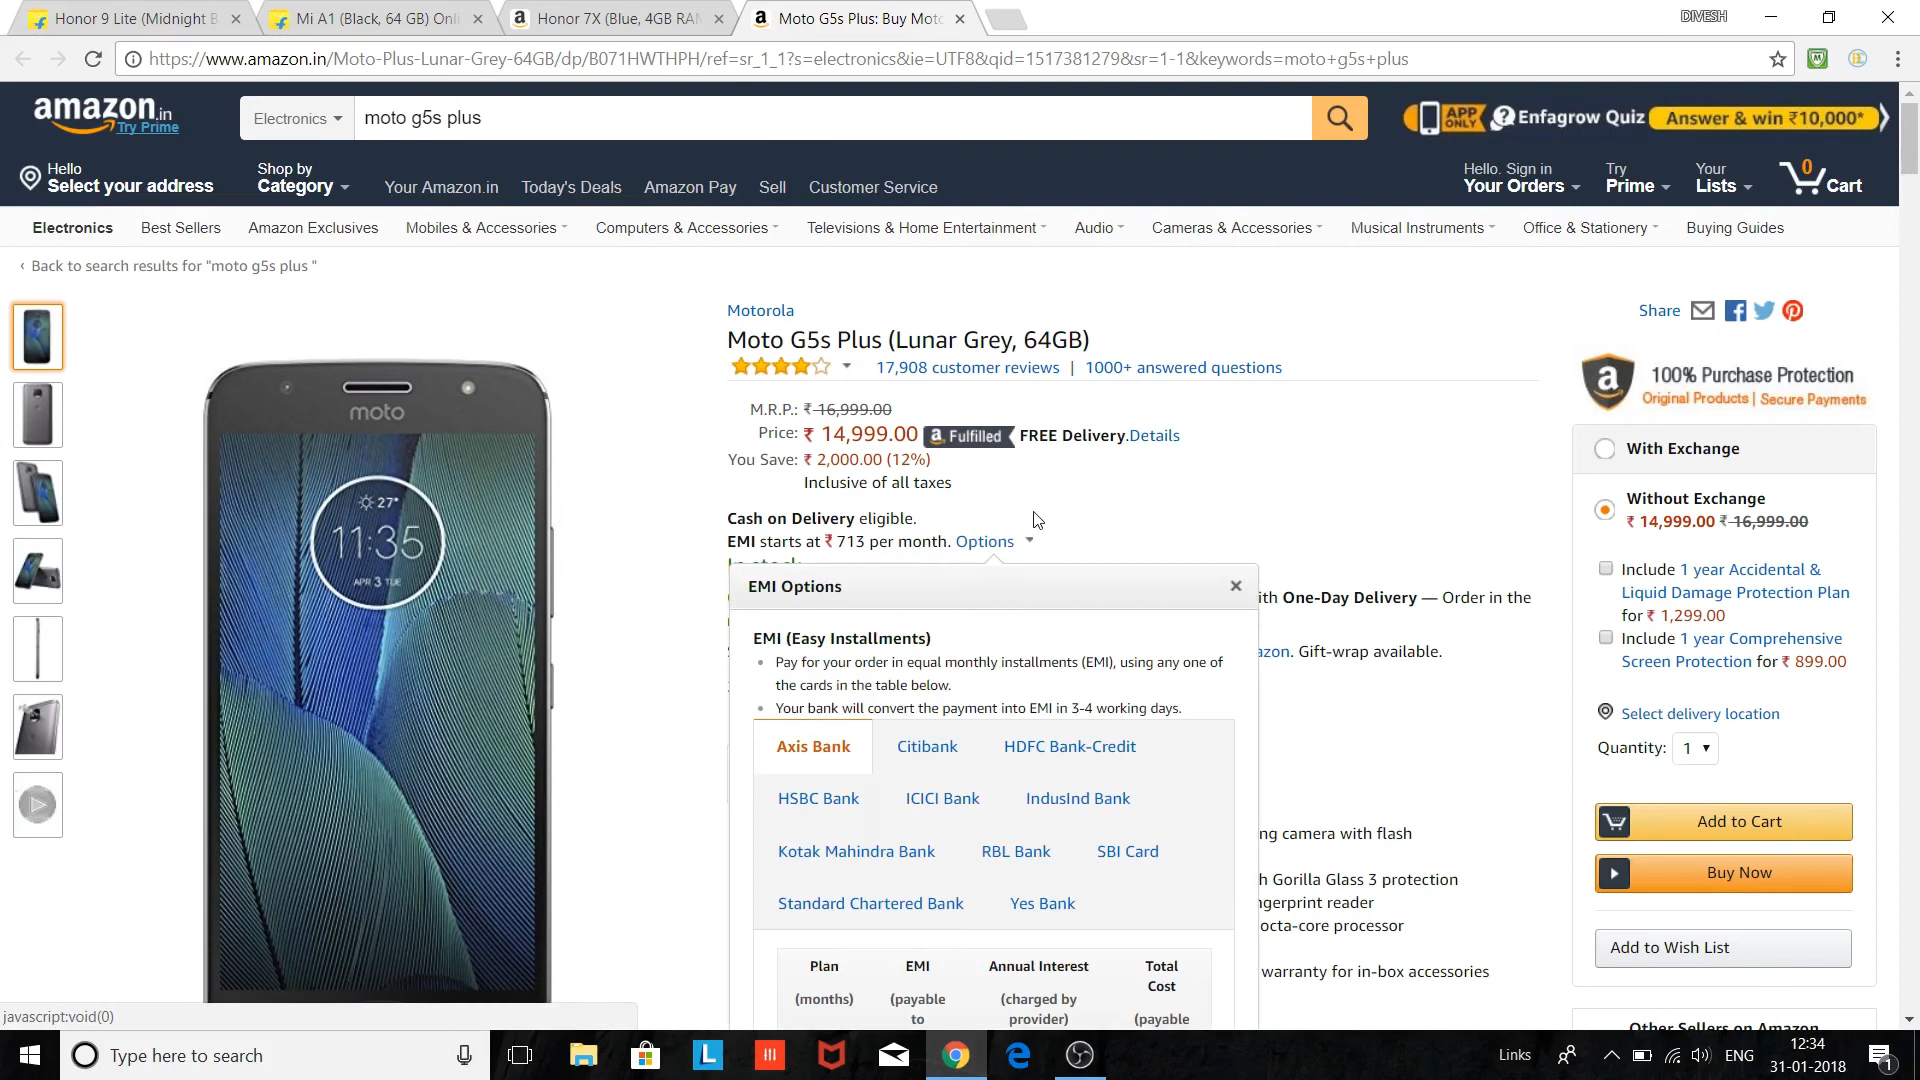 Honor 9 Lite (Midnight B
Mi A1 (Black, 64 GB) Onli
Honor 7X (Blue, 4GB RAM
Moto G5s Plus: Buy Moto
DIVESH
https://www.amazon.in/Moto-Plus-Lunar-Grey-64GB/dp/B071HWTHPH/ref=sr_1_1?s=electronics&ie=UTF8&qid=1517381279&sr=1-1&keywords=moto+g5s+plus
amazon.in
Try Prime
Electronics
moto g5s plus
APP ONLY
Enfagrow Quiz
Answer & win ₹10,000*
Hello
Select your address
Shop by
Category
Your Amazon.in
Today's Deals
Amazon Pay
Sell
Customer Service
Hello. Sign in
Your Orders
Try
Prime
Your
Lists
0
Cart
Electronics
Best Sellers
Amazon Exclusives
Mobiles & Accessories
Computers & Accessories
Televisions & Home Entertainment
Audio
Cameras & Accessories
Musical Instruments
Office & Stationery
Buying Guides
‹ Back to search results for "moto g5s plus "
moto
27°
11:35
APR 3 TUE
Motorola
Moto G5s Plus (Lunar Grey, 64GB)
17,908 customer reviews | 1000+ answered questions
M.R.P.: ₹ 16,999.00
Price: ₹ 14,999.00 a Fulfilled FREE Delivery.Details
You Save: ₹ 2,000.00 (12%)
Inclusive of all taxes
Cash on Delivery eligible.
EMI starts at ₹ 713 per month. Options
In stock.
EMI Options
ith One-Day Delivery — Order in the
azon. Gift-wrap available.
EMI (Easy Installments)
Pay for your order in equal monthly installments (EMI), using any one of
the cards in the table below.
Your bank will convert the payment into EMI in 3-4 working days.
Axis Bank
Citibank
HDFC Bank-Credit
HSBC Bank
ICICI Bank
IndusInd Bank
Kotak Mahindra Bank
RBL Bank
SBI Card
Standard Chartered Bank
Yes Bank
Plan
(months)
EMI
(payable
to
Annual Interest
(charged by
provider)
Total
Cost
(payable
ng camera with flash
h Gorilla Glass 3 protection
ngerprint reader
octa-core processor
warranty for in-box accessories
Share
100% Purchase Protection
Original Products | Secure Payments
With Exchange
Without Exchange
₹ 14,999.00 ₹ 16,999.00
Include 1 year Accidental &
Liquid Damage Protection Plan
for ₹ 1,299.00
Include 1 year Comprehensive
Screen Protection for ₹ 899.00
Select delivery location
Quantity: 1
Add to Cart
Buy Now
Add to Wish List
Other Sellers on Amazon
javascript:void(0)
Type here to search
Links
ENG
12:34
31-01-2018
1